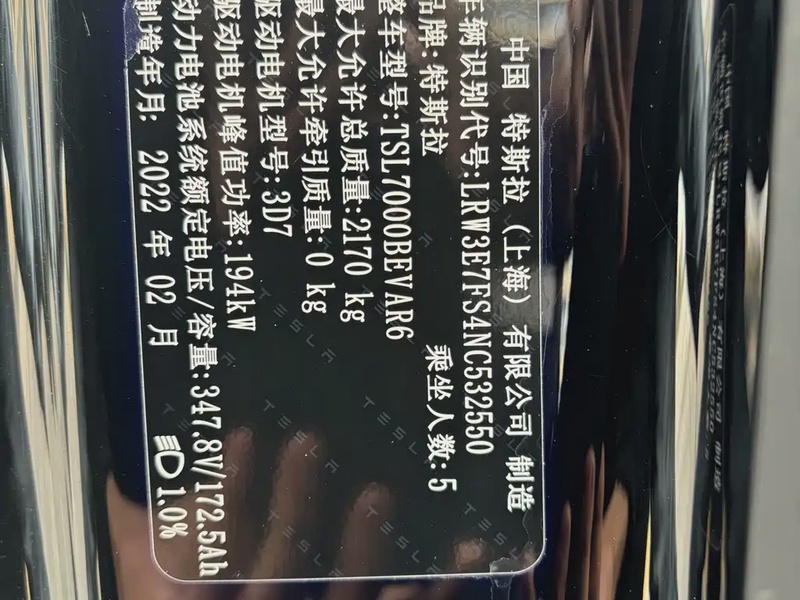 中国 特斯拉（上海）有限公司 制造
车辆识别代号:LRW3E7FS4NC532550
品牌:特斯拉 乘坐人数:5
整车型号:TSL7000BEVAR6
最大允许总质量:2170 kg
最大允许牵引质量:0 kg
驱动电机型号:3D7
驱动电机峰值功率:194kW
动力电池系统额定电压/容量:347.8V/172.5Ah
制造年月: 2022 年 02 月 1.0%